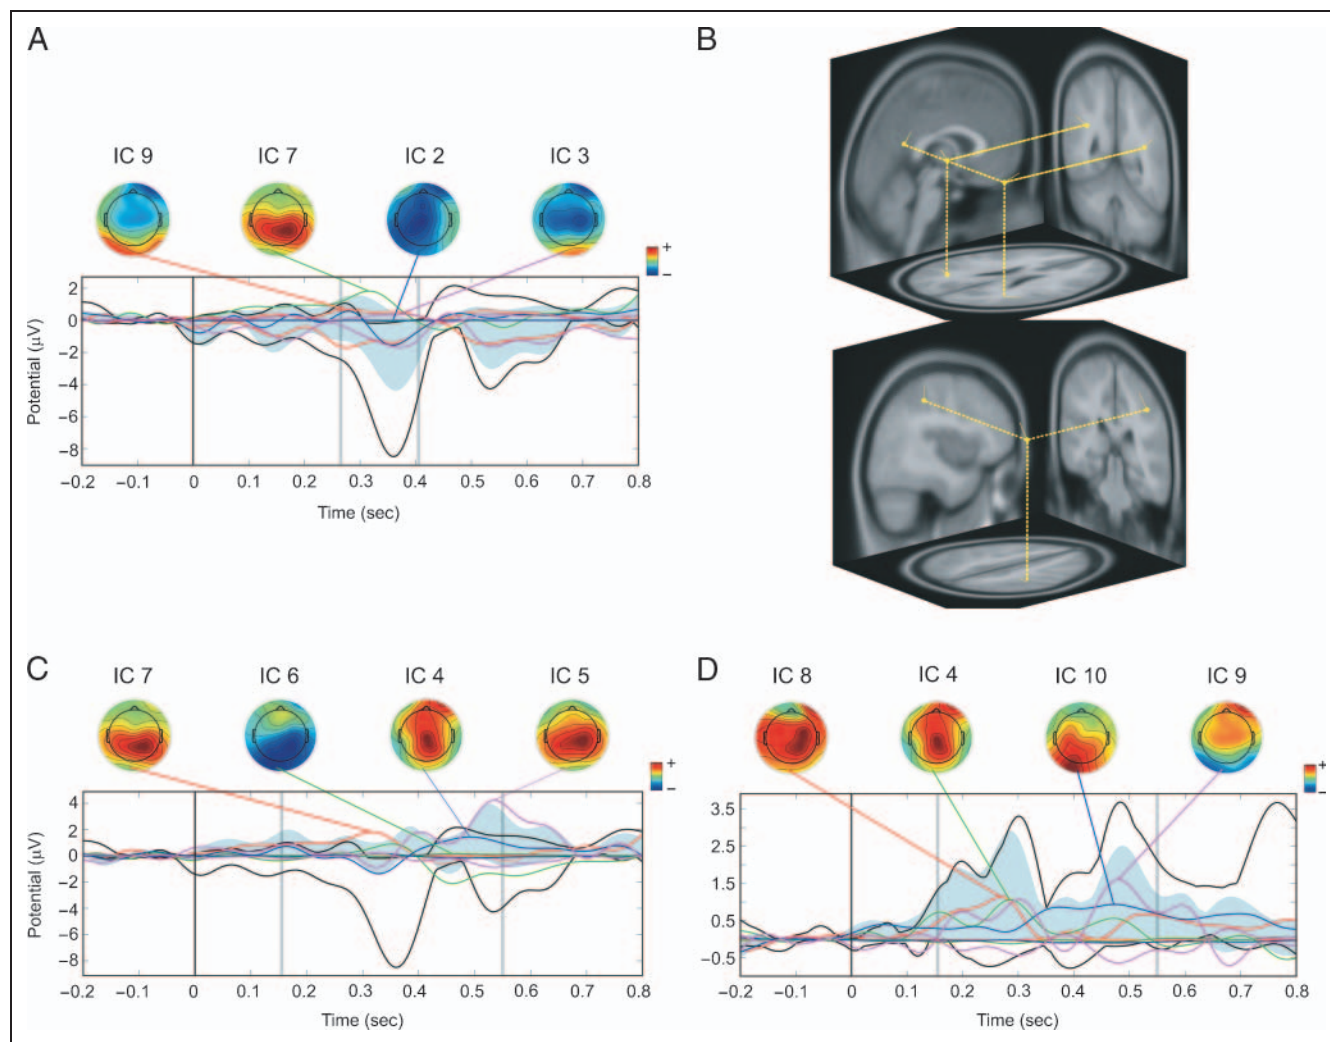 A
B
IC 9 IC 7 IC 2 IC 3
+
−
2
0
−2
−4
−6
−8
Potential (μV)
−0.2 −0.1 0 0.1 0.2 0.3 0.4 0.5 0.6 0.7 0.8
Time (sec)
C
IC 7 IC 6 IC 4 IC 5
+
−
4
2
0
−2
−4
−6
−8
Potential (μV)
−0.2 −0.1 0 0.1 0.2 0.3 0.4 0.5 0.6 0.7 0.8
Time (sec)
D
IC 8 IC 4 IC 10 IC 9
+
−
3.5
2.5
1.5
0.5
−0.5
−0.2 −0.1 0 0.1 0.2 0.3 0.4 0.5 0.6 0.7 0.8
Time (sec)